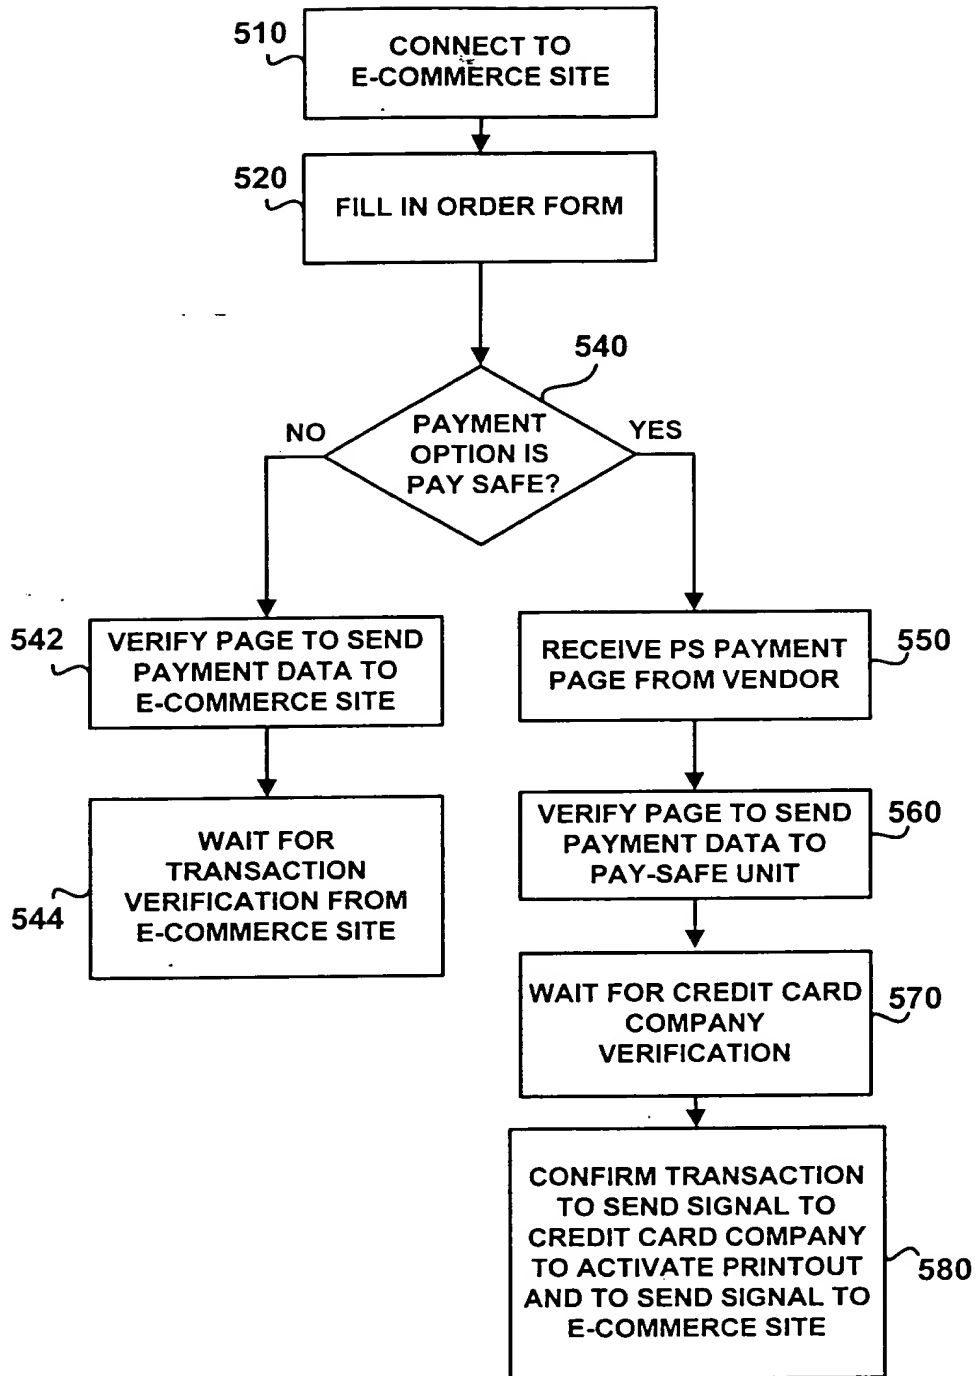 510
CONNECT TO
E-COMMERCE SITE
520
FILL IN ORDER FORM
540
PAYMENT
OPTION IS
PAY SAFE?
NO
YES
542
VERIFY PAGE TO SEND
PAYMENT DATA TO
E-COMMERCE SITE
544
WAIT FOR
TRANSACTION
VERIFICATION FROM
E-COMMERCE SITE
RECEIVE PS PAYMENT
PAGE FROM VENDOR
550
VERIFY PAGE TO SEND
PAYMENT DATA TO
PAY-SAFE UNIT
560
WAIT FOR CREDIT CARD
COMPANY
VERIFICATION
570
CONFIRM TRANSACTION
TO SEND SIGNAL TO
CREDIT CARD COMPANY
TO ACTIVATE PRINTOUT
AND TO SEND SIGNAL TO
E-COMMERCE SITE
580